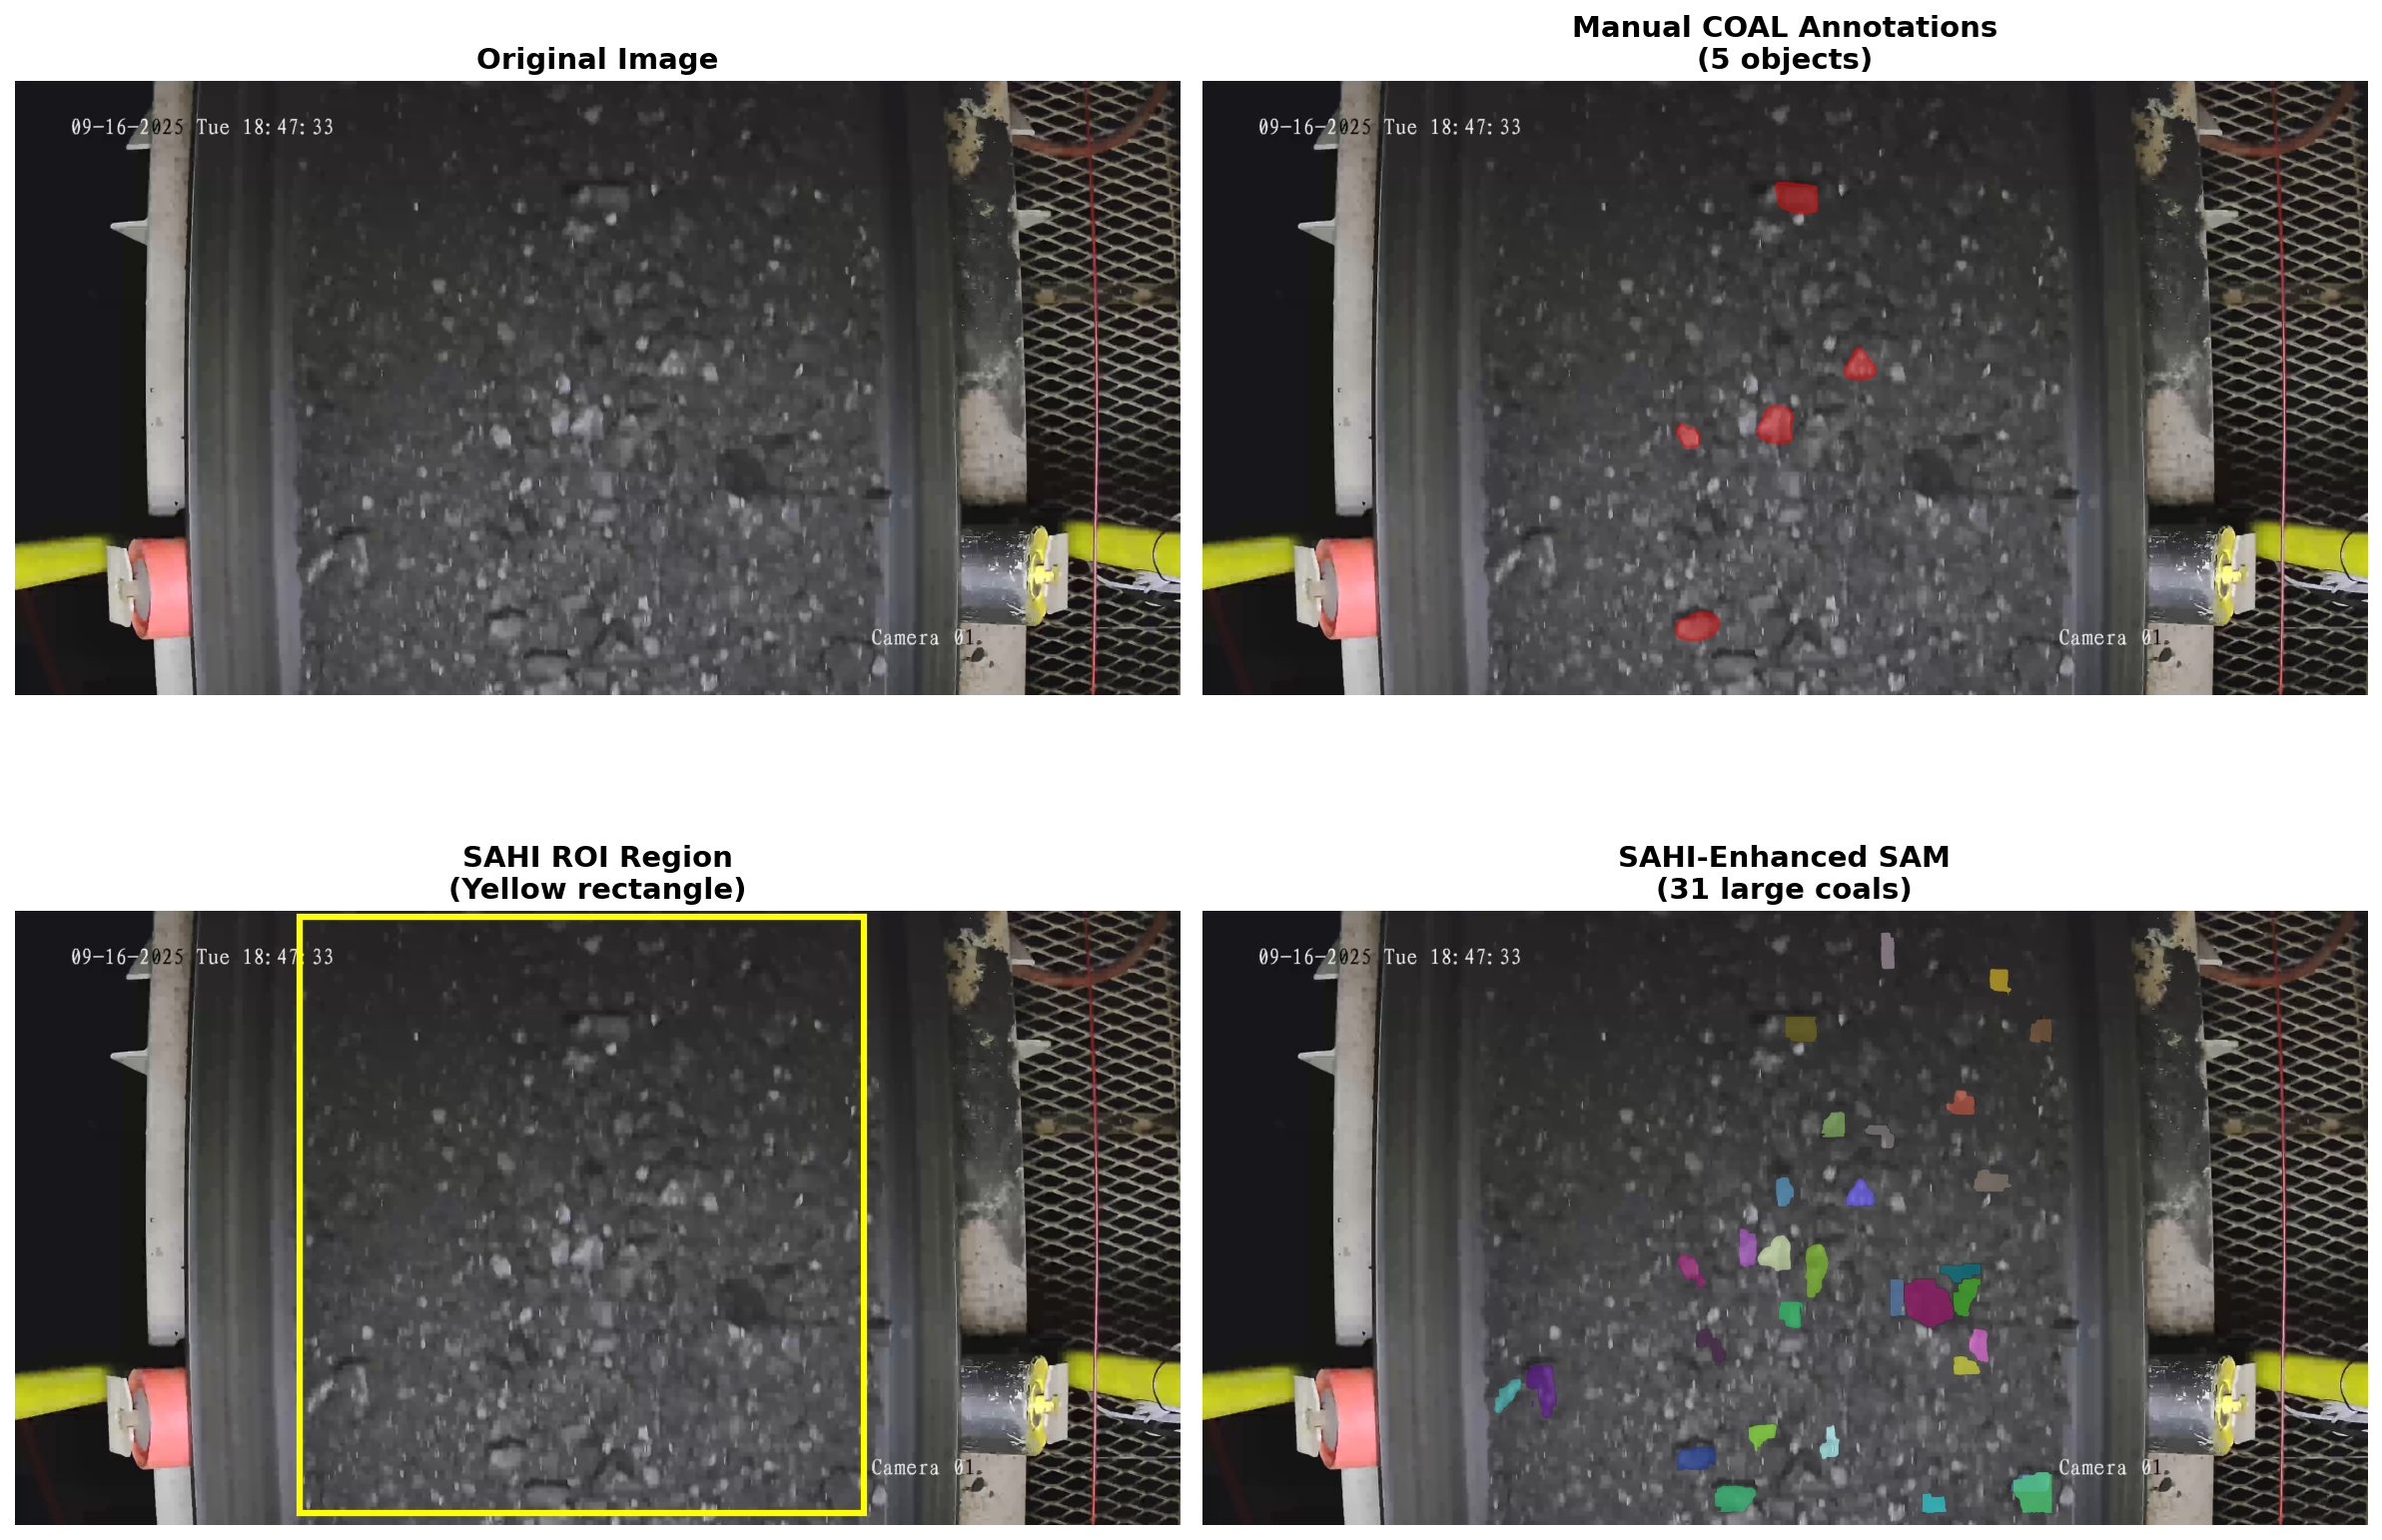 Original Image
09-16-2025 Tue 18:47:33
Camera 01
Manual COAL Annotations
(5 objects)
09-16-2025 Tue 18:47:33
Camera 01
SAHI ROI Region
(Yellow rectangle)
09-16-2025 Tue 18:47:33
Camera 01
SAHI-Enhanced SAM
(31 large coals)
09-16-2025 Tue 18:47:33
Camera 01